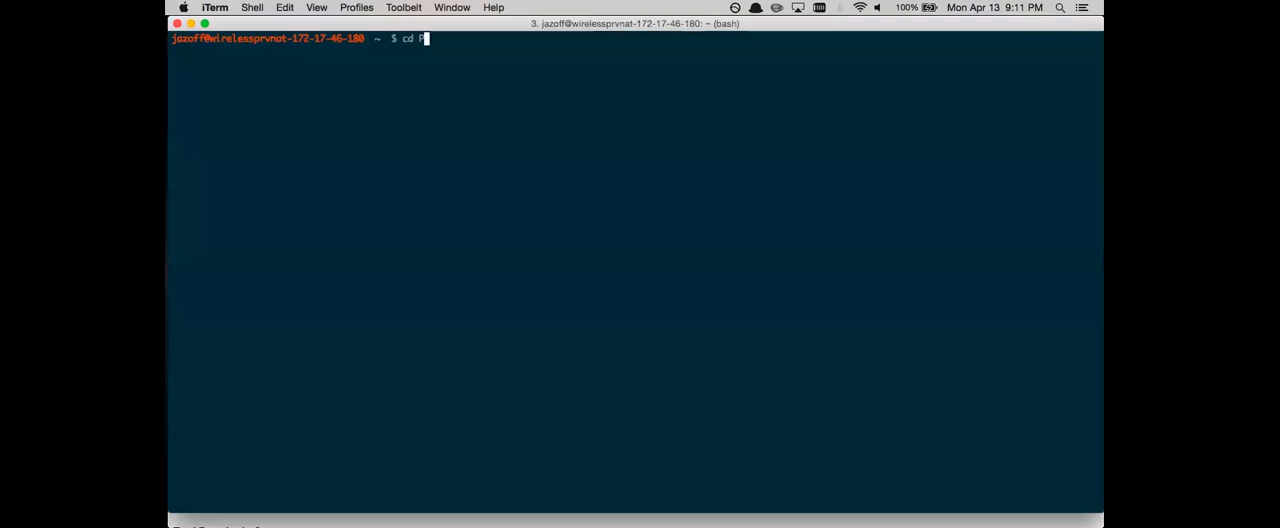 iTerm Shell Edit View Profiles Toolbelt Window Help 100% Mon Apr 13 9:11 PM
3. jazoff@wirelessprvnat-172-17-46-180: ~ (bash)
jazoff@wirelessprvnat-172-17-46-180 ~ $ cd P